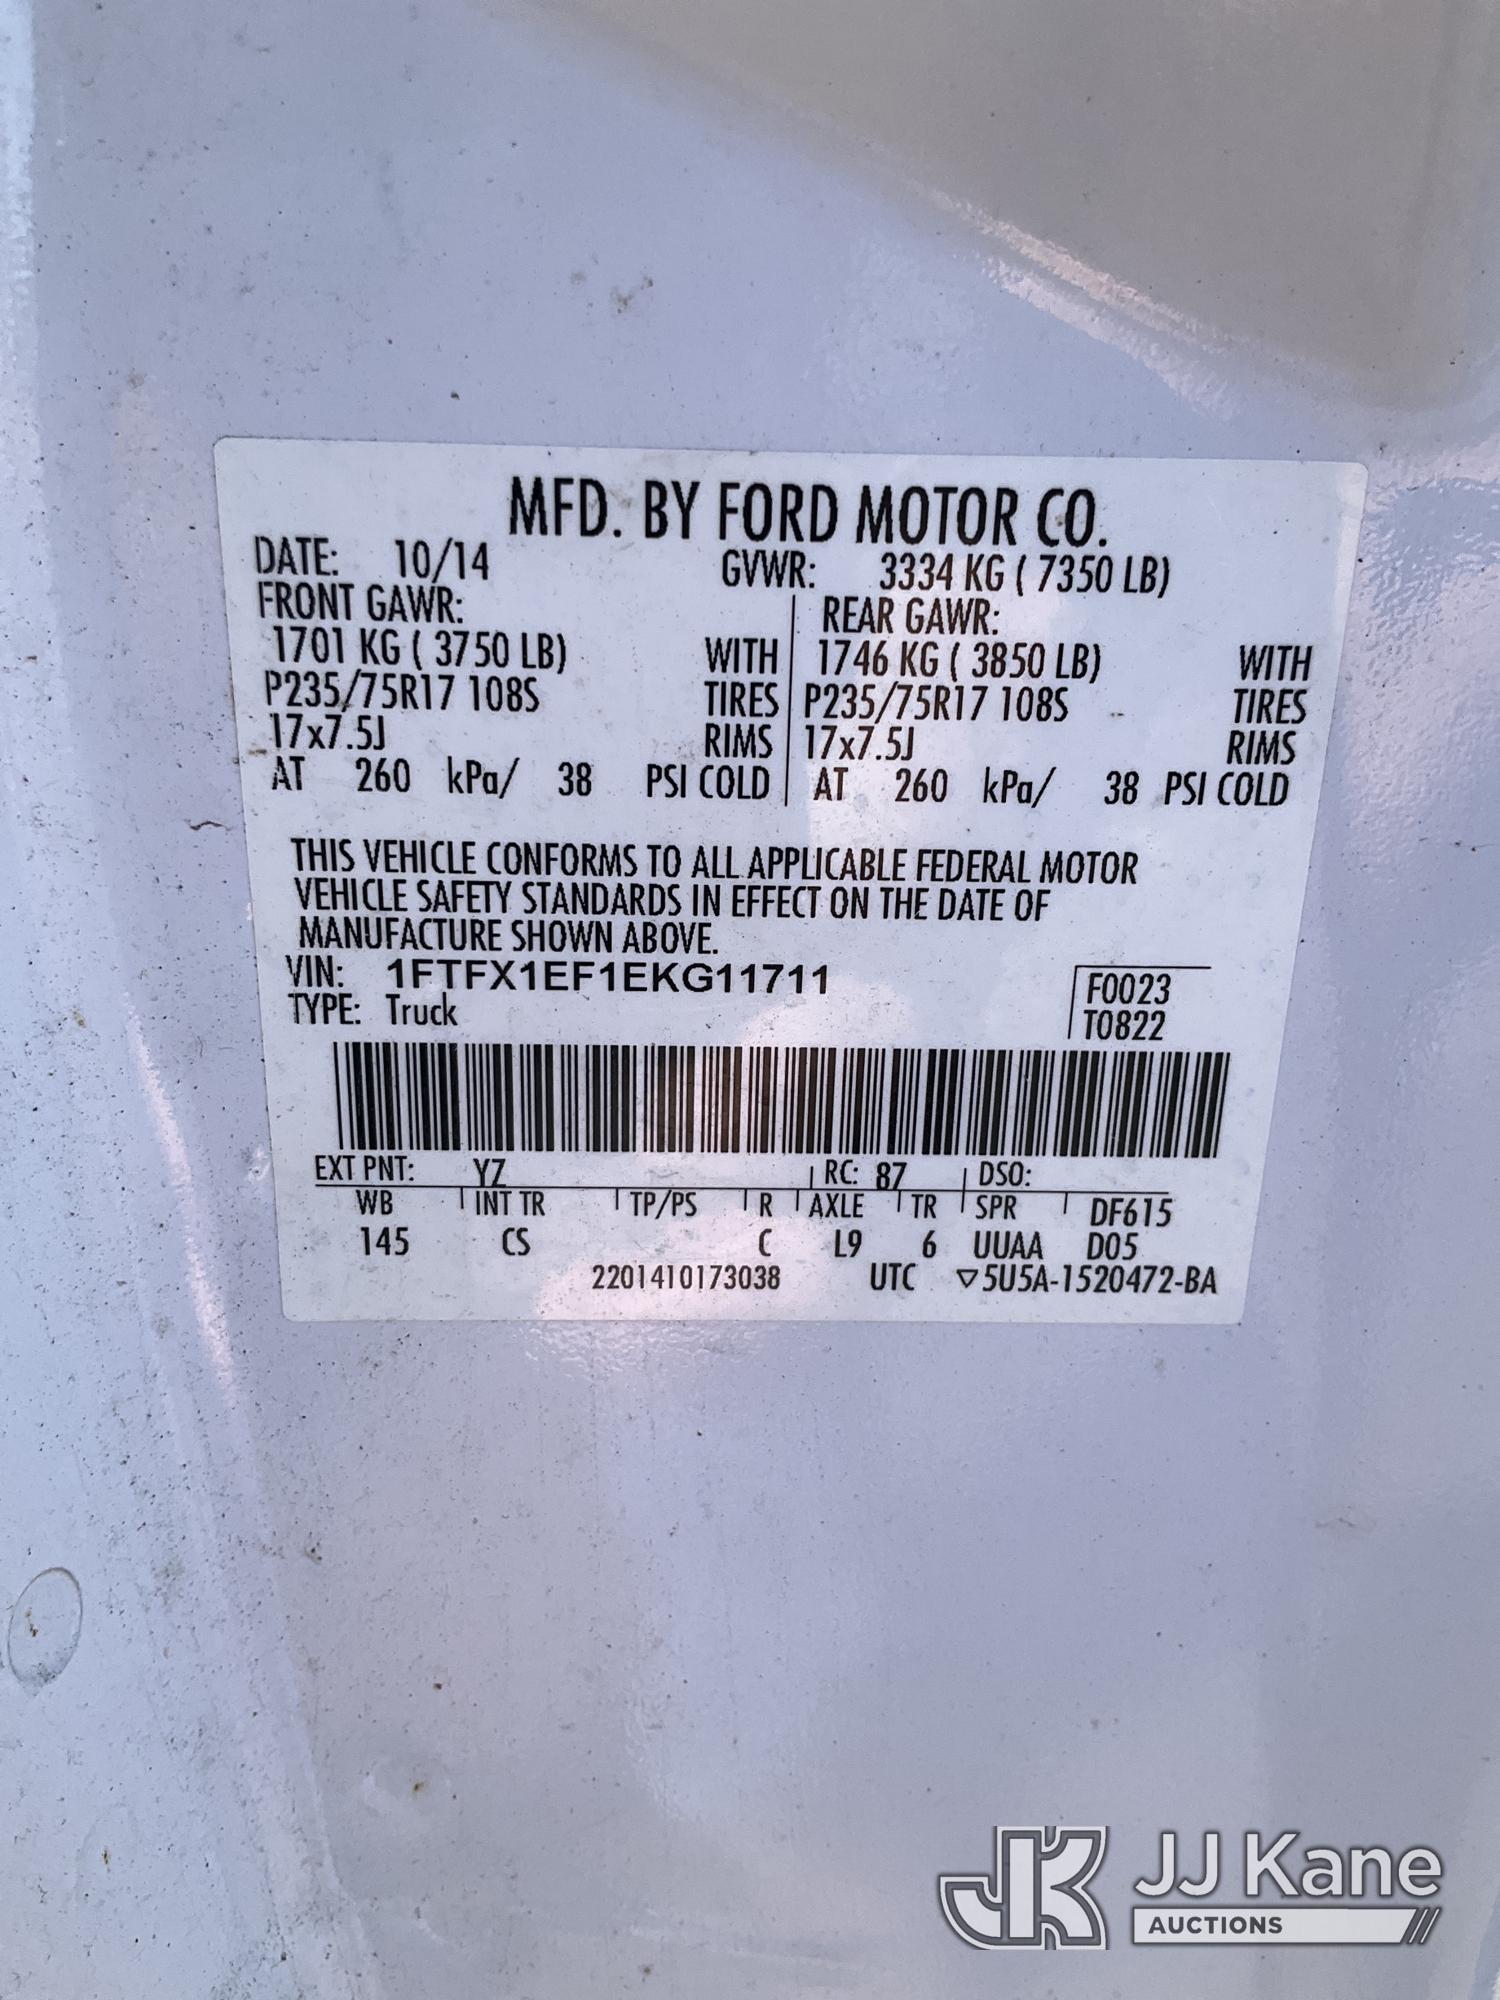 MFD. BY FORD MOTOR CO.
DATE: 10/14 GVWR: 3334 KG ( 7350 LB)
FRONT GAWR: REAR GAWR:
1701 KG ( 3750 LB) WITH 1746 KG ( 3850 LB) WITH
P235/75R17 108S TIRES P235/75R17 108S TIRES
17x7.5J RIMS 17x7.5J RIMS
AT 260 kPa/ 38 PSI COLD AT 260 kPa/ 38 PSI COLD
THIS VEHICLE CONFORMS TO ALL APPLICABLE FEDERAL MOTOR
VEHICLE SAFETY STANDARDS IN EFFECT ON THE DATE OF
MANUFACTURE SHOWN ABOVE.
VIN: 1FTFX1EF1EKG11711 F0023
TYPE: Truck T0822
EXT PNT: YZ RC: 87 DSO:
WB INT TR TP/PS R AXLE TR SPR DF615
145 CS C L9 6 UUAA D05
2201410173038 UTC ▽5U5A-1520472-BA
JK JJ Kane
AUCTIONS